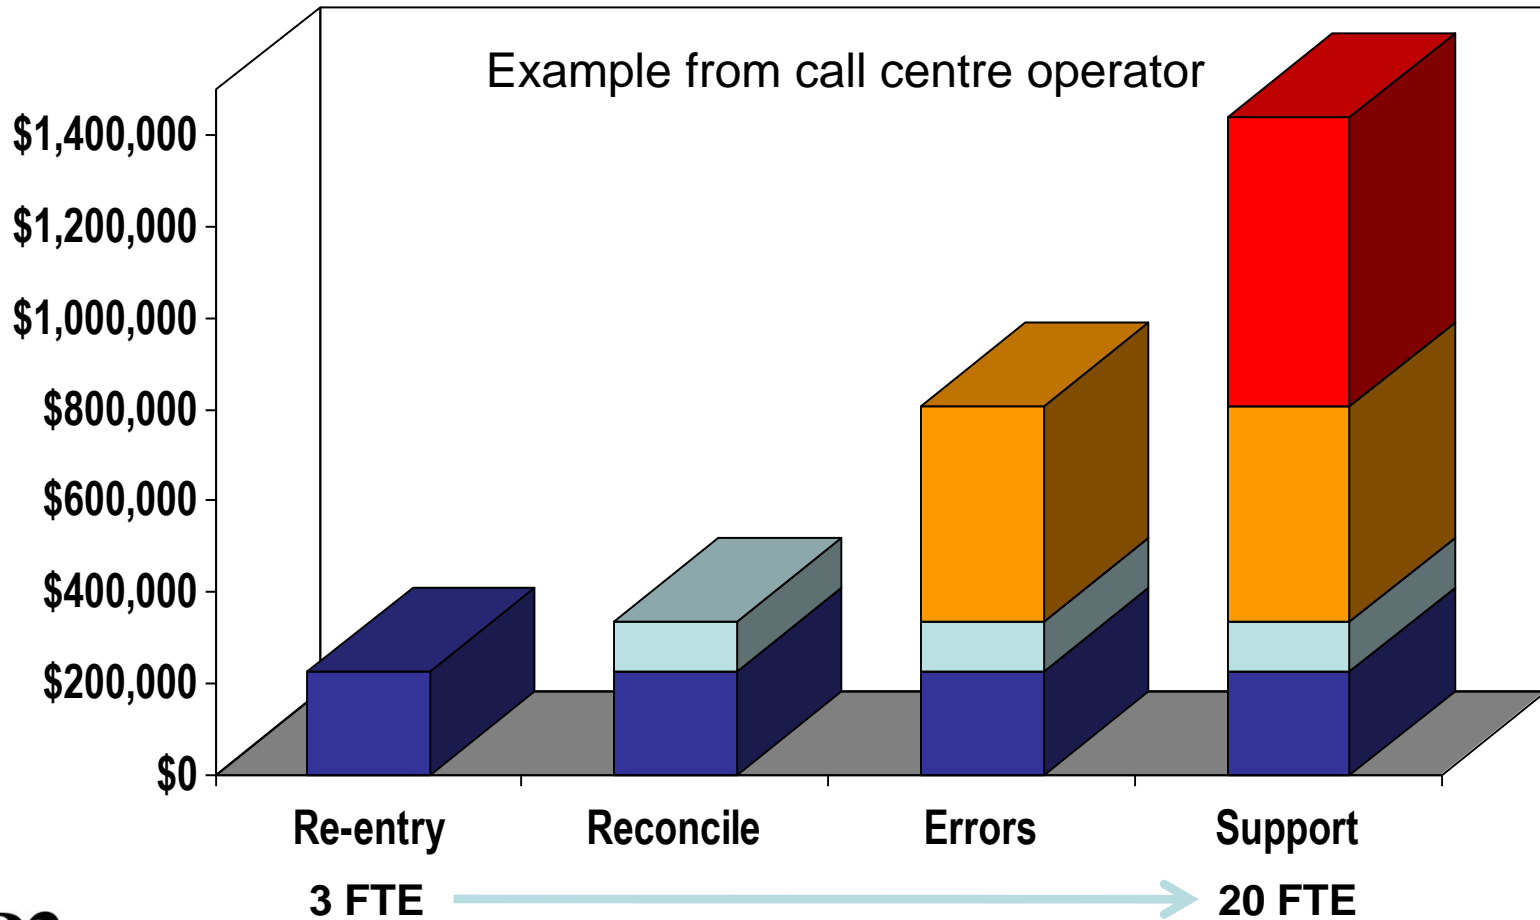 Example from call centre operator
$1,400,000
$1,200,000
$1,000,000
$800,000
$600,000
$400,000
$200,000
$0
Re-entry Reconcile Errors Support
3 FTE 20 FTE